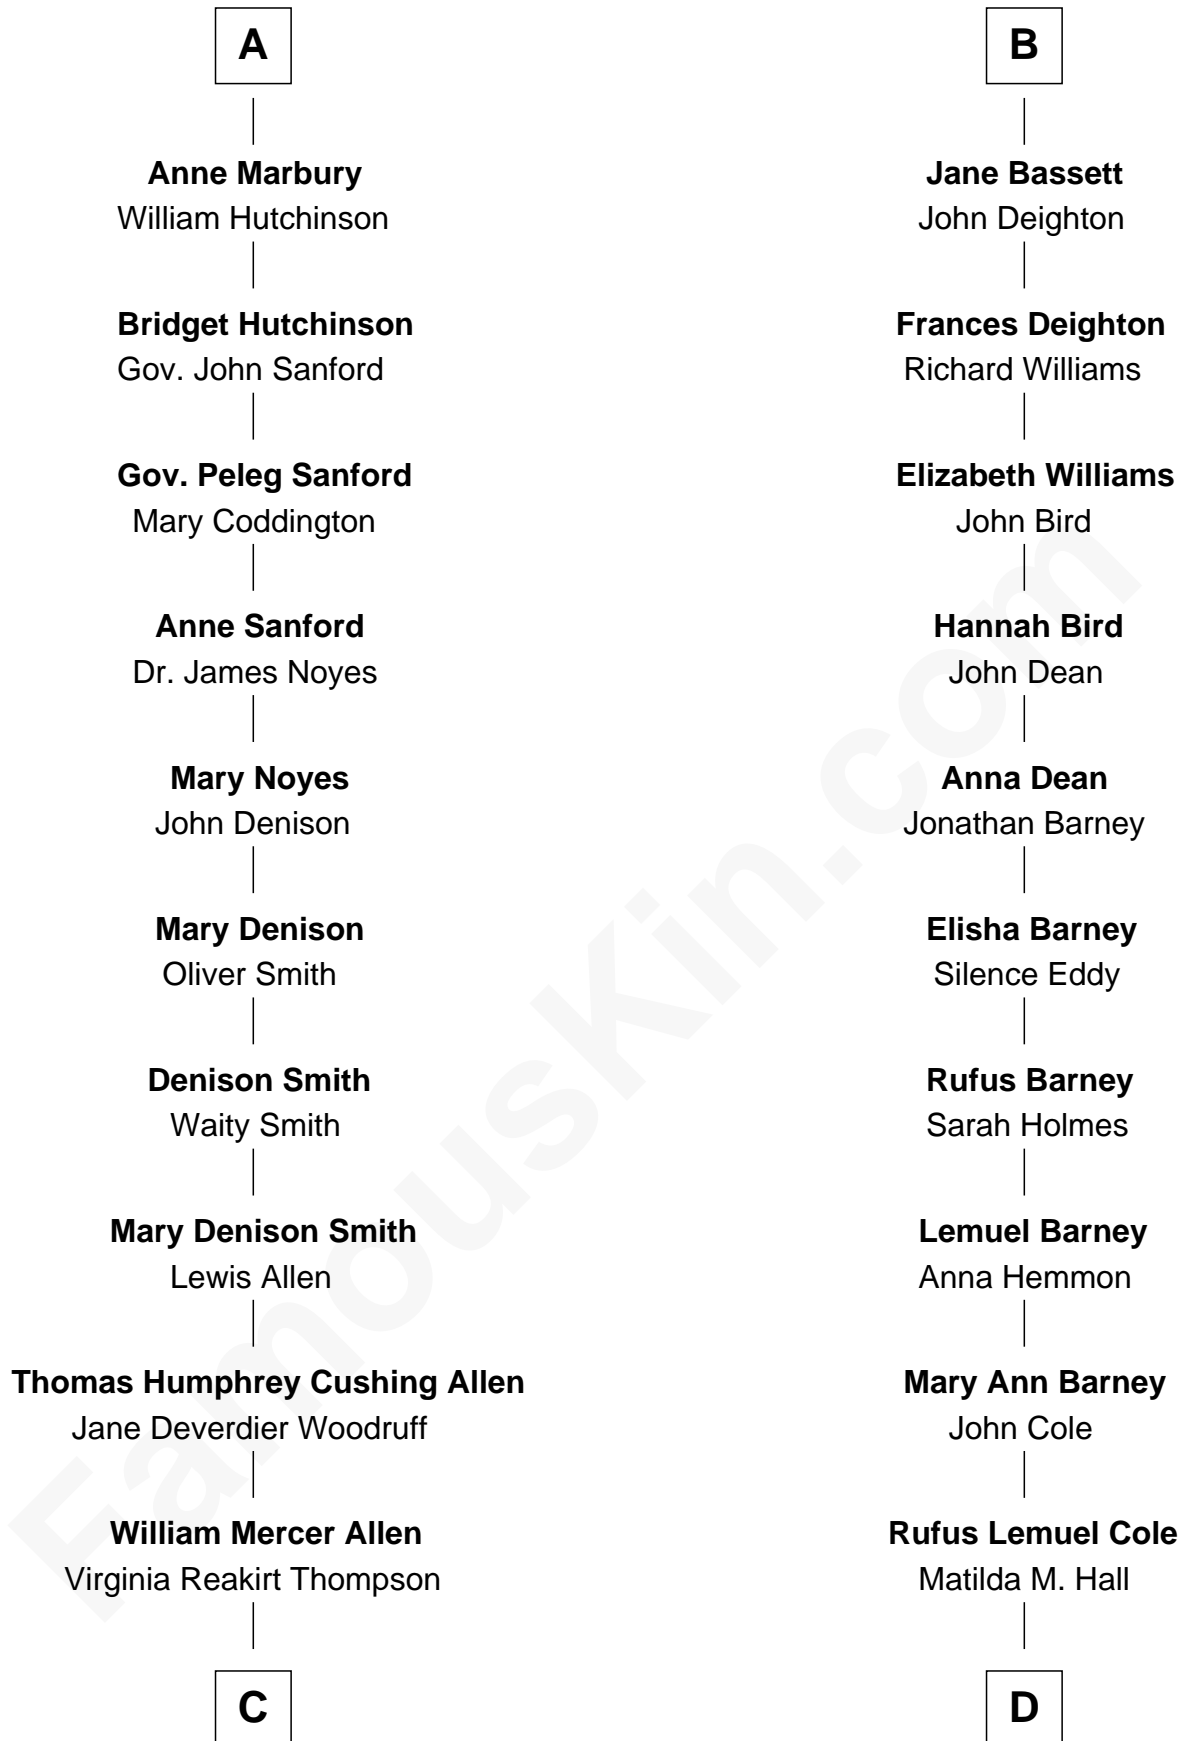 A
Anne Marbury
William Hutchinson
Bridget Hutchinson
Gov. John Sanford
Gov. Peleg Sanford
Mary Coddington
Anne Sanford
Dr. James Noyes
Mary Noyes
John Denison
Mary Denison
Oliver Smith
Denison Smith
Waity Smith
Mary Denison Smith
Lewis Allen
Thomas Humphrey Cushing Allen
Jane Deverdier Woodruff
William Mercer Allen
Virginia Reakirt Thompson
C
B
Jane Bassett
John Deighton
Frances Deighton
Richard Williams
Elizabeth Williams
John Bird
Hannah Bird
John Dean
Anna Dean
Jonathan Barney
Elisha Barney
Silence Eddy
Rufus Barney
Sarah Holmes
Lemuel Barney
Anna Hemmon
Mary Ann Barney
John Cole
Rufus Lemuel Cole
Matilda M. Hall
D
FamousKin.com